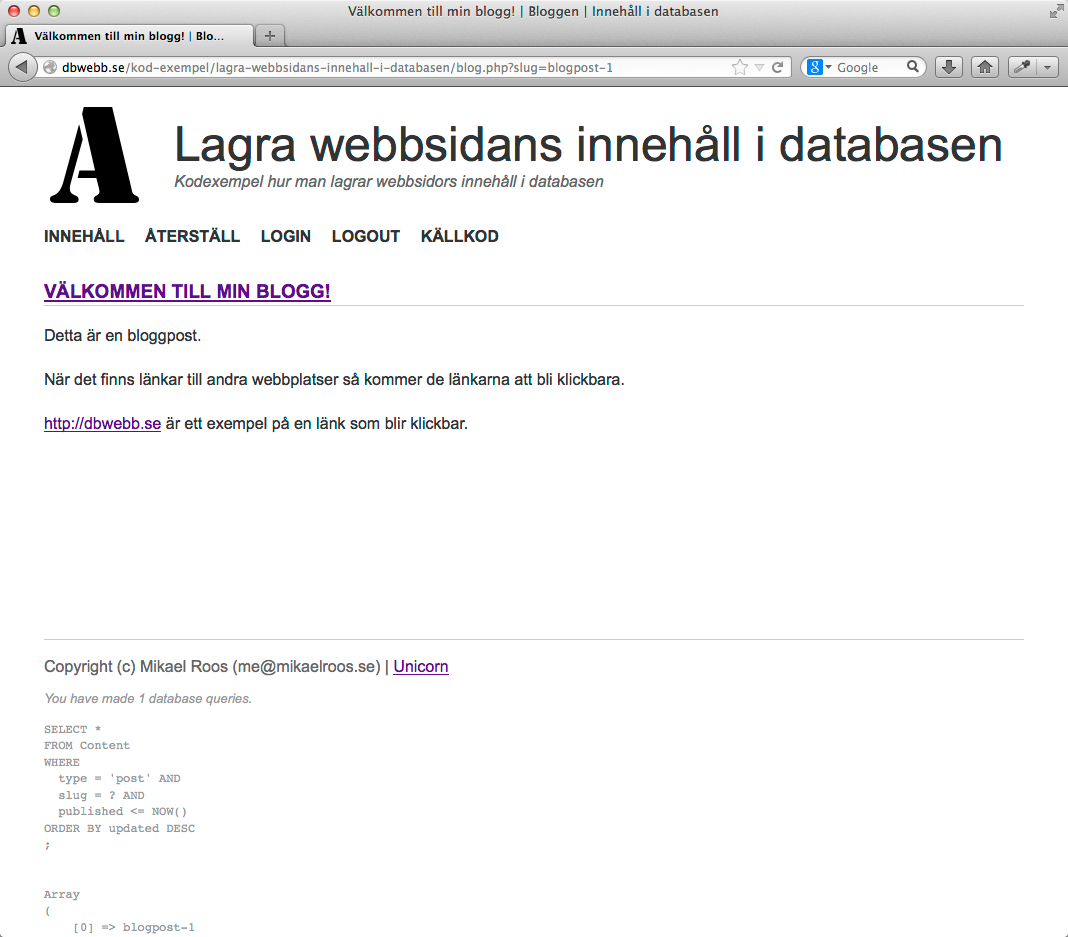 Välkommen till min blogg! | Bloggen | Innehåll i databasen
A Välkommen till min blogg! | Blo...
dbwebb.se/kod-exempel/lagra-webbsidans-innehall-i-databasen/blog.php?slug=blogpost-1
8 Google
A Lagra webbsidans innehåll i databasen
Kodexempel hur man lagrar webbsidors innehåll i databasen
INNEHÅLL ÅTERSTÄLL LOGIN LOGOUT KÄLLKOD
VÄLKOMMEN TILL MIN BLOGG!
Detta är en bloggpost.
När det finns länkar till andra webbplatser så kommer de länkarna att bli klickbara.
http://dbwebb.se är ett exempel på en länk som blir klickbar.
Copyright (c) Mikael Roos (me@mikaelroos.se) | Unicorn
You have made 1 database queries.
SELECT *
FROM Content
WHERE
  type = 'post' AND
  slug = ? AND
  published <= NOW()
ORDER BY updated DESC
;
Array
(
    [0] => blogpost-1